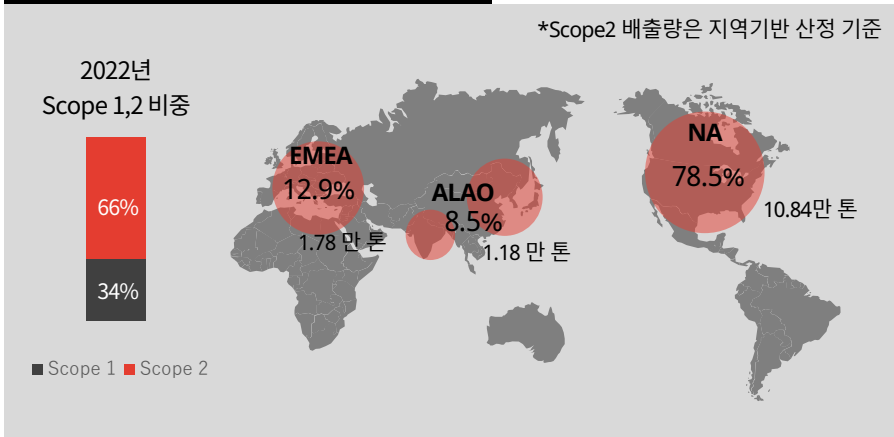 *Scope2 배출량은 지역기반 산정 기준
2022년
Scope 1,2 비중
66%
34%
Scope 1 Scope 2
EMEA
12.9%
1.78 만 톤
ALAO
8.5%
1.18 만 톤
NA
78.5%
10.84만 톤